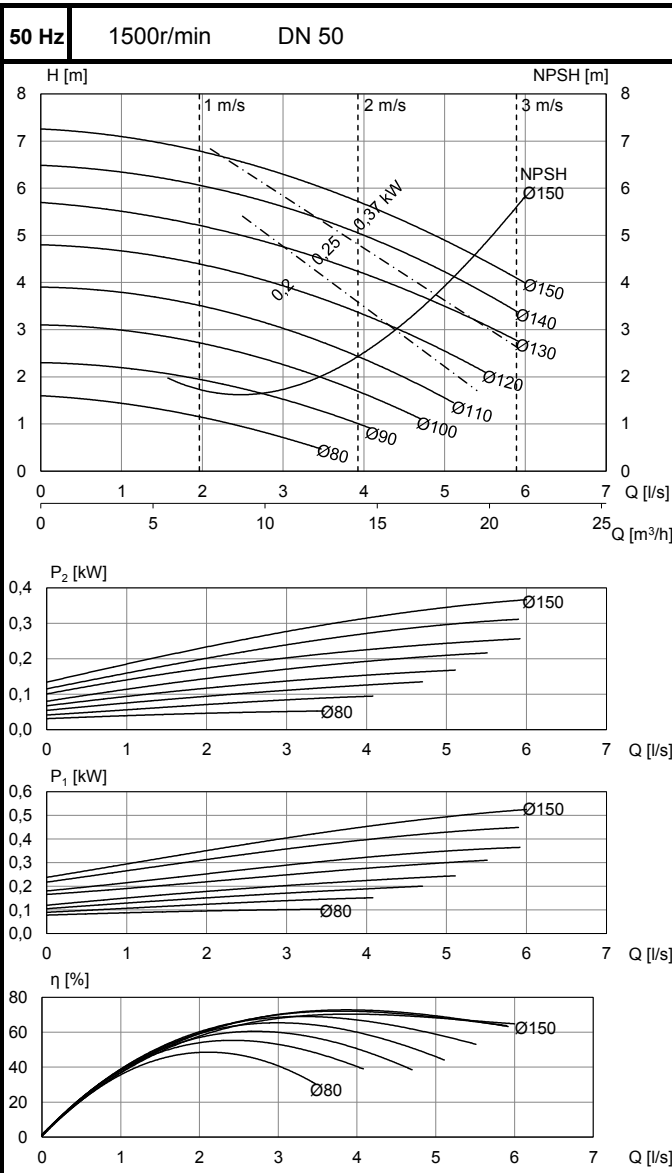 50 Hz 1500r/min DN 50
H [m] NPSH [m]
8 1 m/s 2 m/s 3 m/s 8
7 7
NPSH
6 Ø150 6
0,37 kW
5 0,25 5
4 0,2 Ø150 4
Ø140
3 Ø130 3
2 Ø120 2
Ø110
1 Ø80 Ø90 Ø100 1
0 0
0 1 2 3 4 5 6 7 Q [l/s]
0 5 10 15 20 25 Q [m³/h]
P₂ [kW]
0,4
Ø150
0,3
0,2
0,1
Ø80
0,0
0 1 2 3 4 5 6 7 Q [l/s]
P₁ [kW]
0,6
0,5 Ø150
0,4
0,3
0,2
0,1 Ø80
0,0
0 1 2 3 4 5 6 7 Q [l/s]
η [%]
80
60 Ø150
40
20 Ø80
0
0 1 2 3 4 5 6 7 Q [l/s]